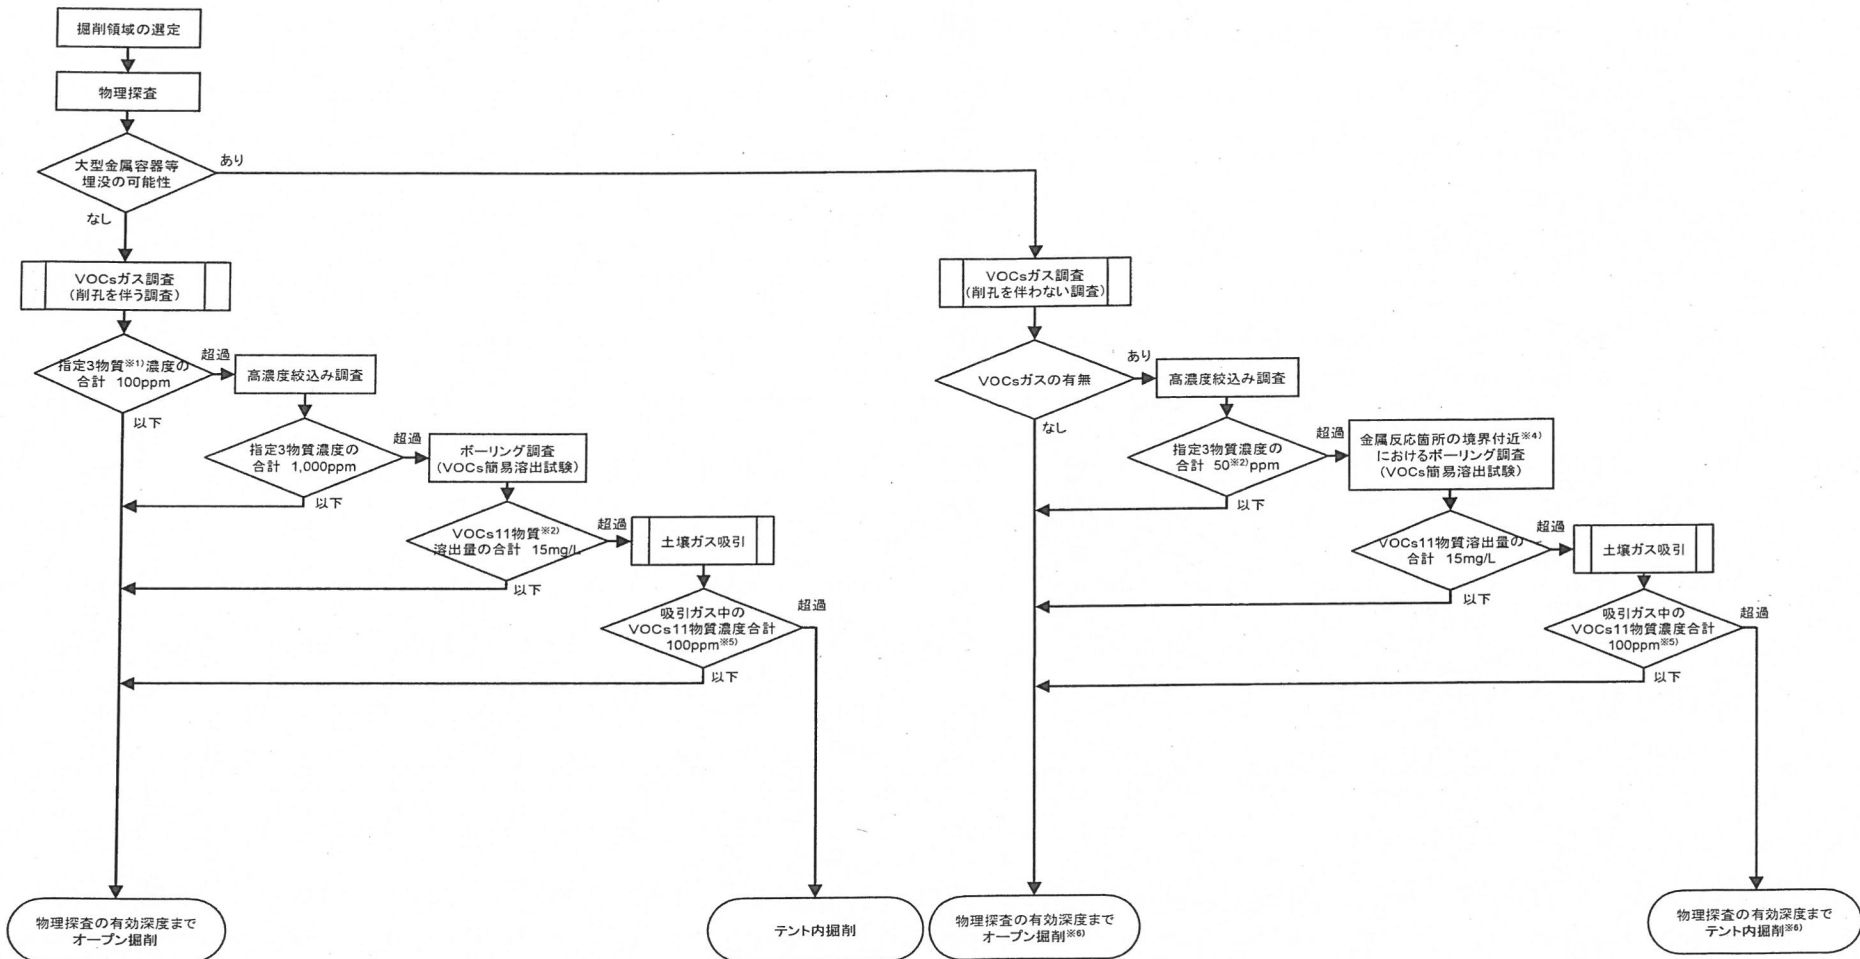 掘削領域の選定
物理探査
大型金属容器等
埋没の可能性
あり
なし
VOCsガス調査
(削孔を伴う調査)
指定3物質※1)濃度の
合計 100ppm
超過
以下
高濃度絞込み調査
指定3物質濃度の
合計 1,000ppm
超過
以下
ボーリング調査
(VOCs簡易溶出試験)
VOCs11物質※2)
溶出量の合計 15mg/L
超過
以下
土壌ガス吸引
吸引ガス中の
VOCs11物質濃度合計
100ppm※5)
超過
以下
物理探査の有効深度まで
オープン掘削
テント内掘削
VOCsガス調査
(削孔を伴わない調査)
VOCsガスの有無
あり
なし
高濃度絞込み調査
指定3物質濃度の
合計 50※2)ppm
超過
以下
金属反応箇所の境界付近※4)
におけるボーリング調査
(VOCs簡易溶出試験)
VOCs11物質溶出量の
合計 15mg/L
超過
以下
土壌ガス吸引
吸引ガス中の
VOCs11物質濃度合計
100ppm※5)
超過
以下
物理探査の有効深度まで
オープン掘削※6)
物理探査の有効深度まで
テント内掘削※6)